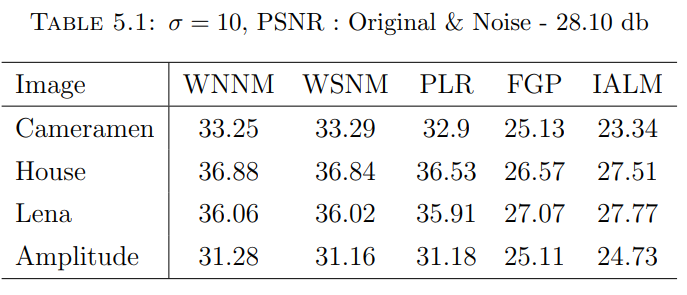 TABLE 5.1: σ = 10, PSNR : Original & Noise - 28.10 db
Image WNNM WSNM PLR FGP IALM
Cameramen 33.25 33.29 32.9 25.13 23.34
House 36.88 36.84 36.53 26.57 27.51
Lena 36.06 36.02 35.91 27.07 27.77
Amplitude 31.28 31.16 31.18 25.11 24.73